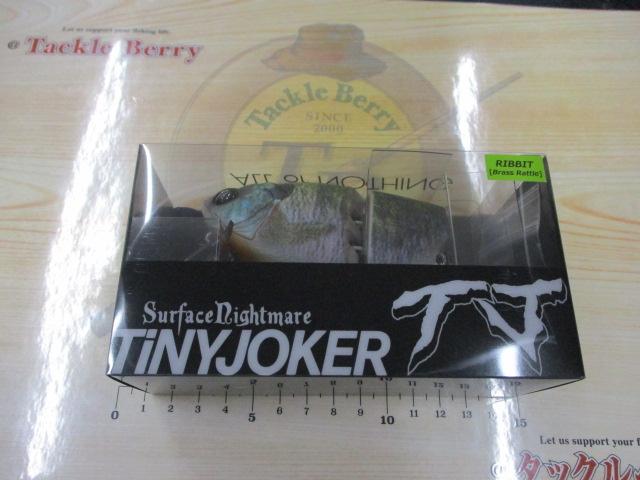 Let us support your fishing life.
@ Tackle Berry
Tackle Berry
SINCE
2000
T
RIBBIT
[Brass Rattle]
ALL OR NOTHING
Surface Nightmare
TiNYJOKER
TJ
0 1 2 3 4 5 6 7 8 9 10 11 12 13 14 15
Let us support your f
@タックル